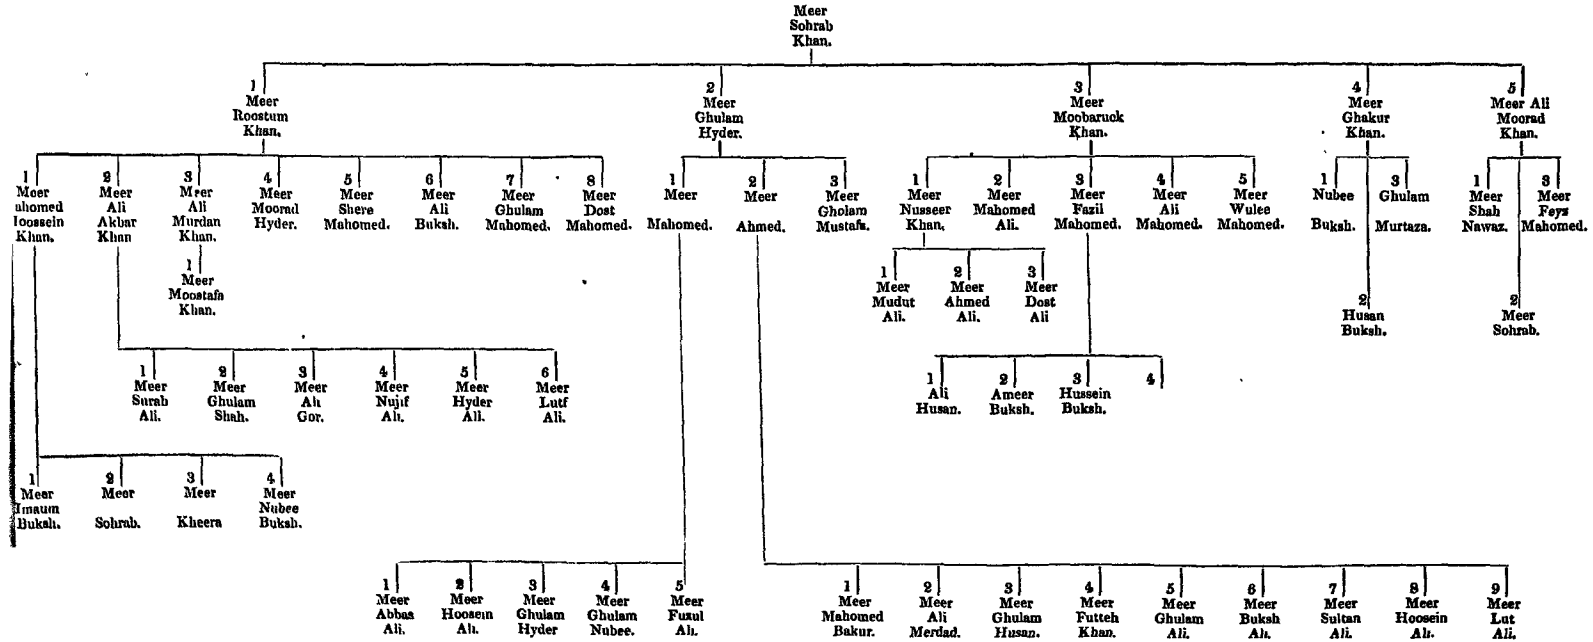 Meer
Sohrab
Khan.
1
Meer
Roostum
Khan.
2
Meer
Ghulam
Hyder.
3
Meer
Moobaruck
Khan.
4
Meer
Ghakur
Khan.
5
Meer Ali
Moorad
Khan.
1
Meer
ahomed
Hoossein
Khan.
2
Meer
Ali
Akbar
Khan
3
Meer
Ali
Murdan
Khan.
4
Meer
Moorad
Hyder.
5
Meer
Shere
Mahomed.
6
Meer
Ali
Buksh.
7
Meer
Ghulam
Mahomed.
8
Meer
Dost
Mahomed.
1
Meer
Mahomed.
2
Meer
Ahmed.
3
Meer
Gholam
Mustafa.
1
Meer
Nusseer
Khan.
2
Meer
Mahomed
Ali.
3
Meer
Fazil
Mahomed.
4
Meer
Ali
Mahomed.
5
Meer
Wulee
Mahomed.
1
Nubee
Buksh.
3
Ghulam
Murtaza.
1
Meer
Shah
Nawaz.
3
Meer
Feyz
Mahomed.
1
Meer
Moostafa
Khan.
1
Meer
Mudut
Ali.
2
Meer
Ahmed
Ali.
3
Meer
Dost
Ali
2
Husan
Buksh.
2
Meer
Sohrab.
1
Meer
Surab
Ali.
2
Meer
Ghulam
Shah.
3
Meer
Ali
Gor.
4
Meer
Nujif
Ali.
5
Meer
Hyder
Ali.
6
Meer
Lutf
Ali.
1
Ali
Husan.
2
Ameer
Buksh.
3
Hussein
Buksh.
4
1
Meer
Imaum
Buksh.
2
Meer
Sohrab.
3
Meer
Kheera
4
Meer
Nubee
Buksh.
1
Meer
Abbas
Ali.
2
Meer
Hoosein
Ali.
3
Meer
Ghulam
Hyder
4
Meer
Ghulam
Nubee.
5
Meer
Fuzul
Ali.
1
Meer
Mahomed
Bakur.
2
Meer
Ali
Merdad.
3
Meer
Ghulam
Husan.
4
Meer
Futteh
Khan.
5
Meer
Ghulam
Ali.
6
Meer
Buksh
Ali.
7
Meer
Sultan
Ali.
8
Meer
Hoosein
Ali.
9
Meer
Lut
Ali.